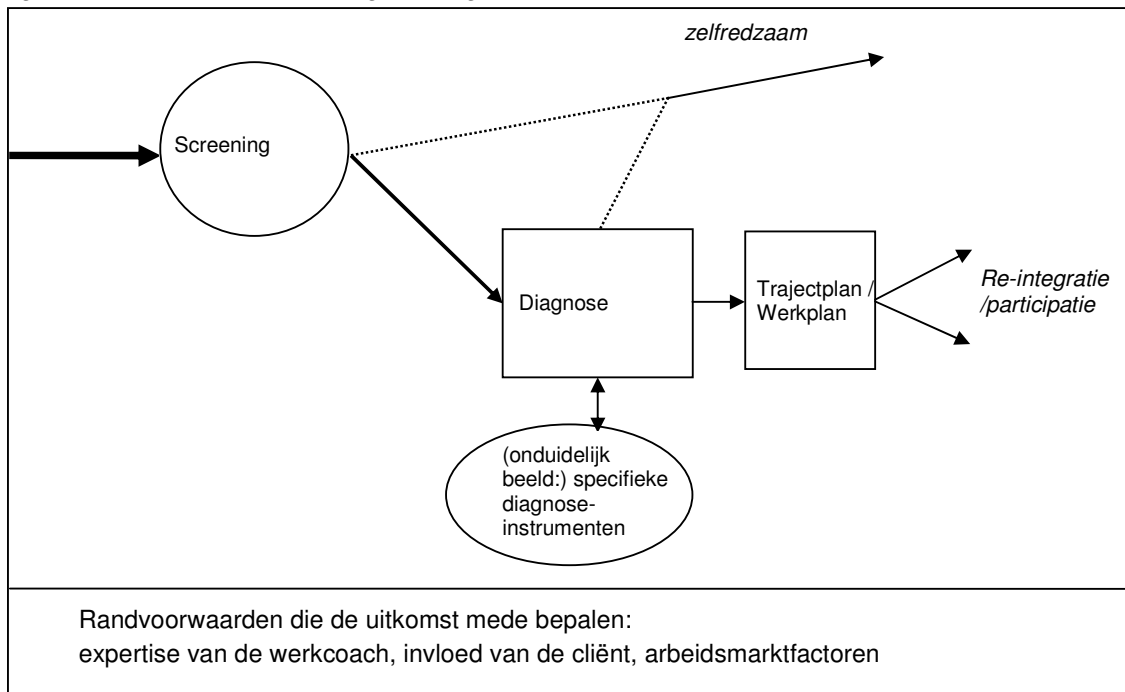 zelfredzaam
Screening
Diagnose
Trajectplan /
Werkplan
Re-integratie
/participatie
(onduidelijk
beeld:) specifieke
diagnose-
instrumenten
Randvoorwaarden die de uitkomst mede bepalen:
expertise van de werkcoach, invloed van de cliënt, arbeidsmarktfactoren